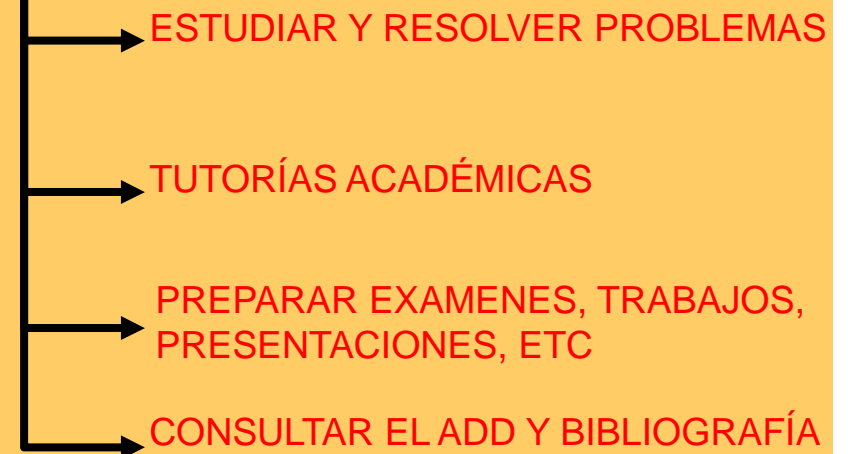 ESTUDIAR Y RESOLVER PROBLEMAS
TUTORÍAS ACADÉMICAS
PREPARAR EXAMENES, TRABAJOS,
PRESENTACIONES, ETC
CONSULTAR EL ADD Y BIBLIOGRAFÍA